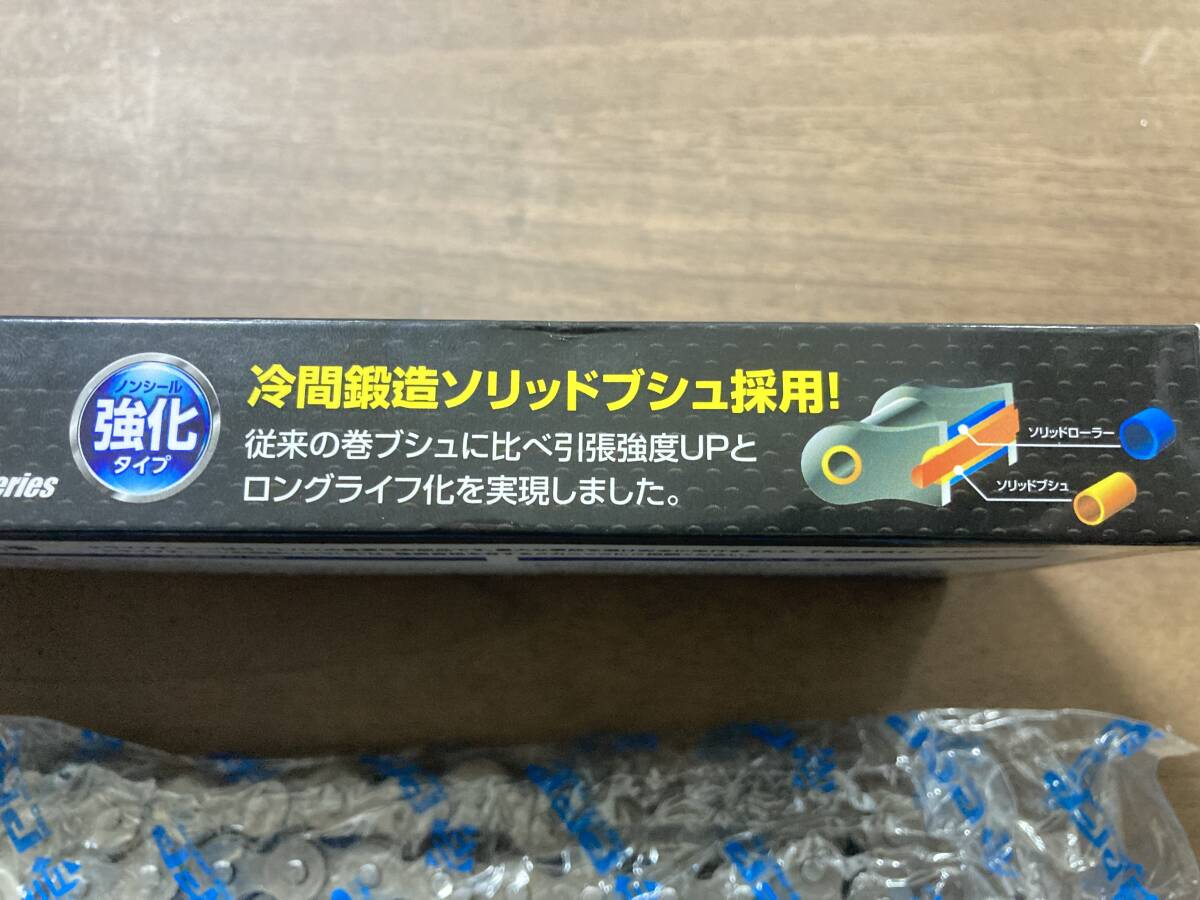 ノンシール
強化
タイプ
eries
冷間鍛造ソリッドブシュ採用!
従来の巻ブシュに比べ引張強度UPと
ロングライフ化を実現しました。
ソリッドローラー
ソリッドブシュ